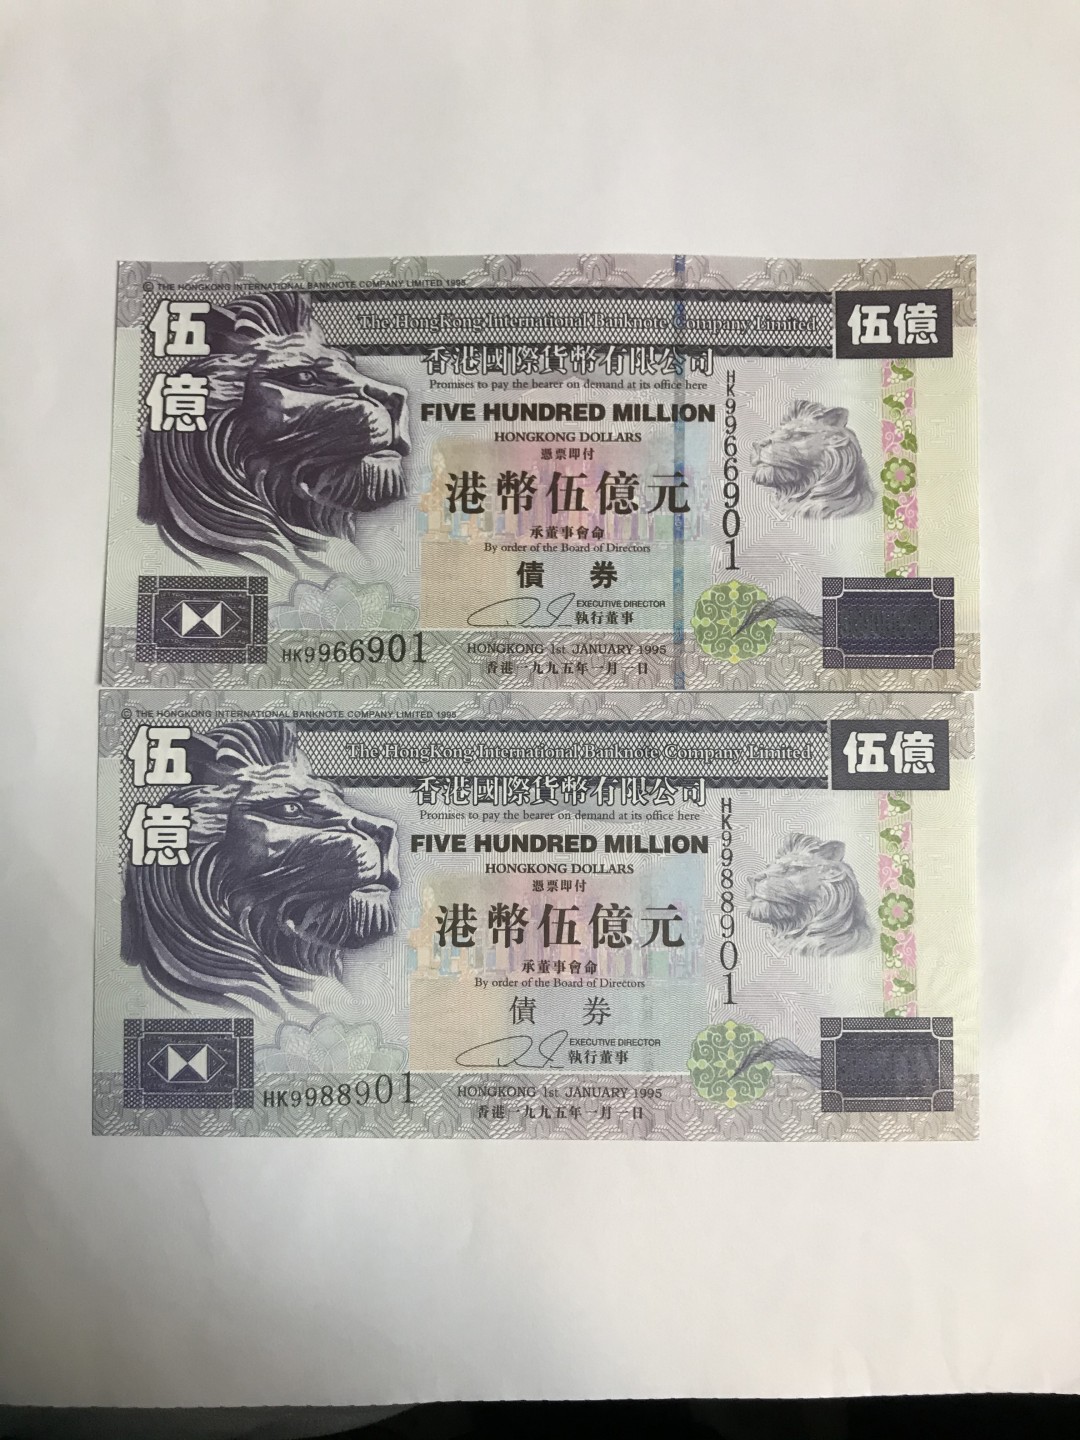 © THE HONGKONG INTERNATIONAL BANKNOTE COMPANY LIMITED 1995
伍億
The HongKong International Banknote Company Limited
伍億
香港國際貨幣有限公司
Promises to pay the bearer on demand at its office here
FIVE HUNDRED MILLION
HONGKONG DOLLARS
憑票即付
港幣伍億元
承董事會命
By order of the Board of Directors
債券
EXECUTIVE DIRECTOR
執行董事
HK9966901
HK9966901
HONGKONG 1st JANUARY 1995
香港一九九五年一月一日
© THE HONGKONG INTERNATIONAL BANKNOTE COMPANY LIMITED 1995
伍億
The HongKong International Banknote Company Limited
伍億
香港國際貨幣有限公司
Promises to pay the bearer on demand at its office here
FIVE HUNDRED MILLION
HONGKONG DOLLARS
憑票即付
港幣伍億元
承董事會命
By order of the Board of Directors
債券
EXECUTIVE DIRECTOR
執行董事
HK9988901
HK9988901
HONGKONG 1st JANUARY 1995
香港一九九五年一月一日